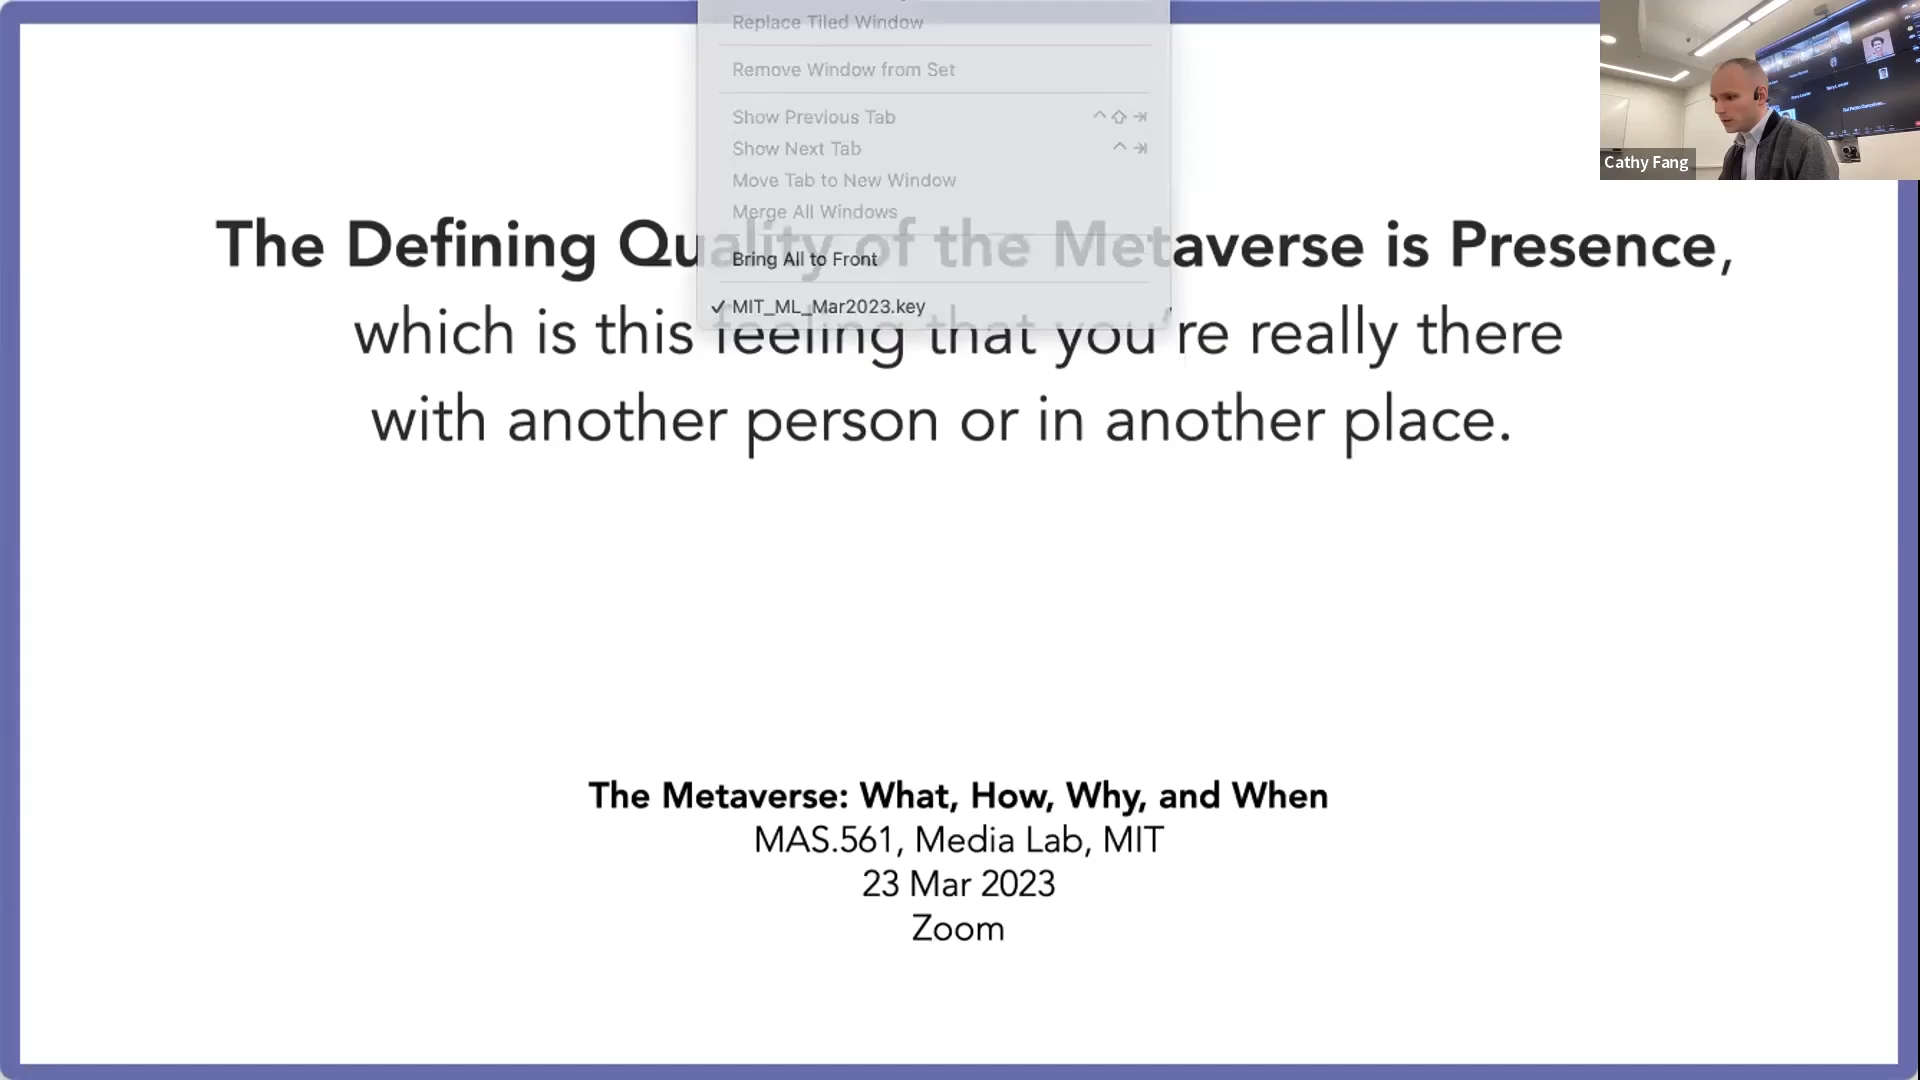 Replace Tiled Window
Remove Window from Set
Show Previous Tab
Show Next Tab
Move Tab to New Window
Merge All Windows
Bring All to Front
✓ MIT_ML_Mar2023.key
Cathy Fang
The Defining Quality of the Metaverse is Presence,
which is this feeling that you're really there
with another person or in another place.
The Metaverse: What, How, Why, and When
MAS.561, Media Lab, MIT
23 Mar 2023
Zoom